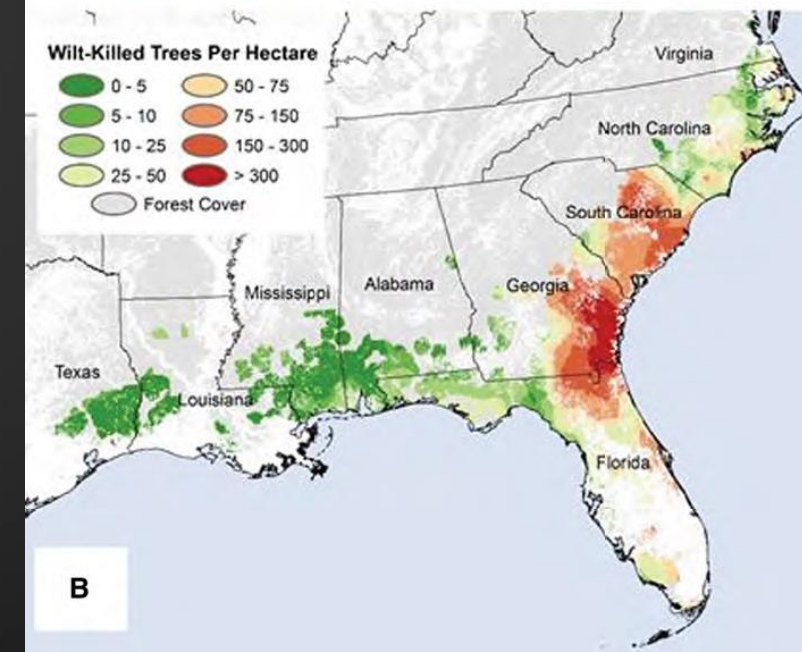 Wilt-Killed Trees Per Hectare
0 - 5
50 - 75
5 - 10
75 - 150
10 - 25
150 - 300
25 - 50
> 300
Forest Cover
Virginia
North Carolina
South Carolina
Georgia
Alabama
Mississippi
Texas
Louisiana
Florida
B